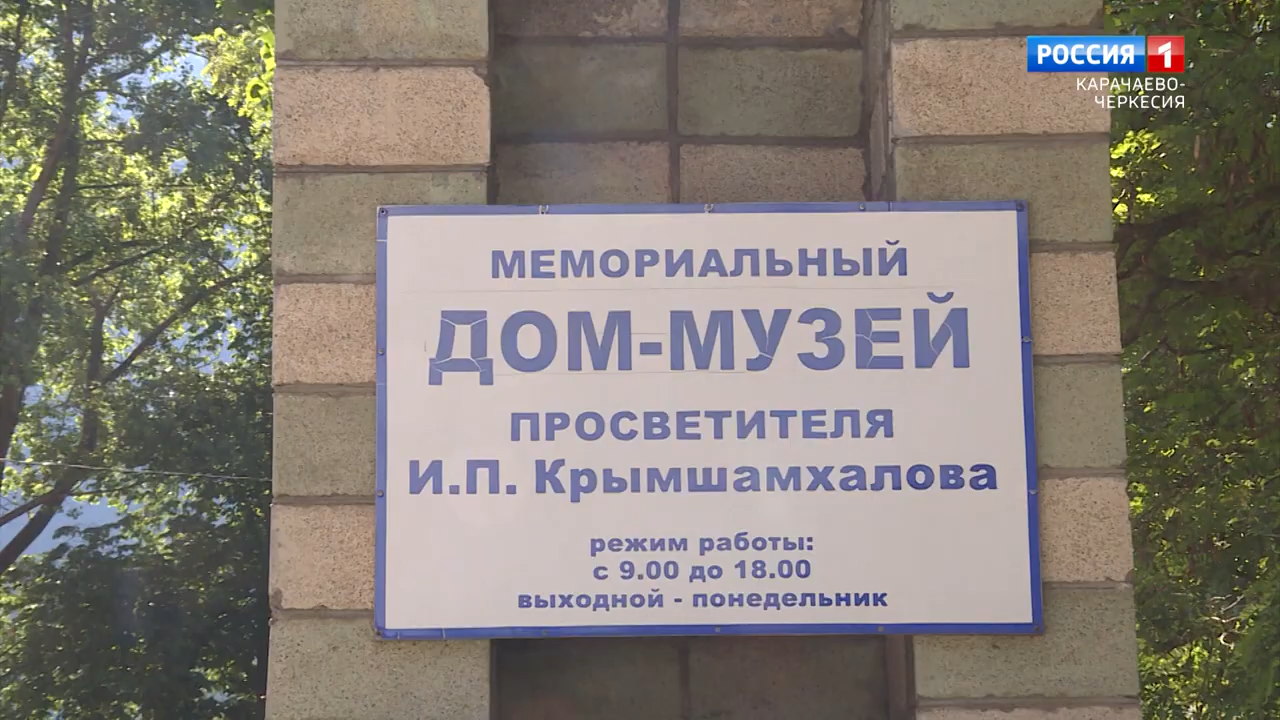 РОССИЯ 1
КАРАЧАЕВО-
ЧЕРКЕСИЯ
МЕМОРИАЛЬНЫЙ
ДОМ-МУЗЕЙ
ПРОСВЕТИТЕЛЯ
И.П. Крымшамхалова
режим работы:
с 9.00 до 18.00
выходной - понедельник